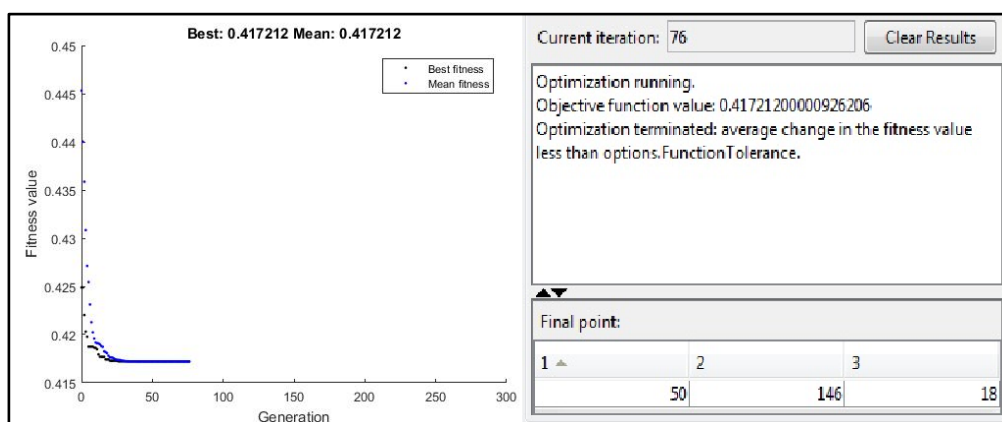 Best: 0.417212 Mean: 0.417212
0.45
0.445
0.44
0.435
0.43
0.425
0.42
0.415
Fitness value
Best fitness
Mean fitness
0
50
100
150
200
250
300
Generation
Current iteration: 76
Clear Results
Optimization running.
Objective function value: 0.41721200000926206
Optimization terminated: average change in the fitness value
less than options.FunctionTolerance.
Final point:
1 2 3
50 146 18